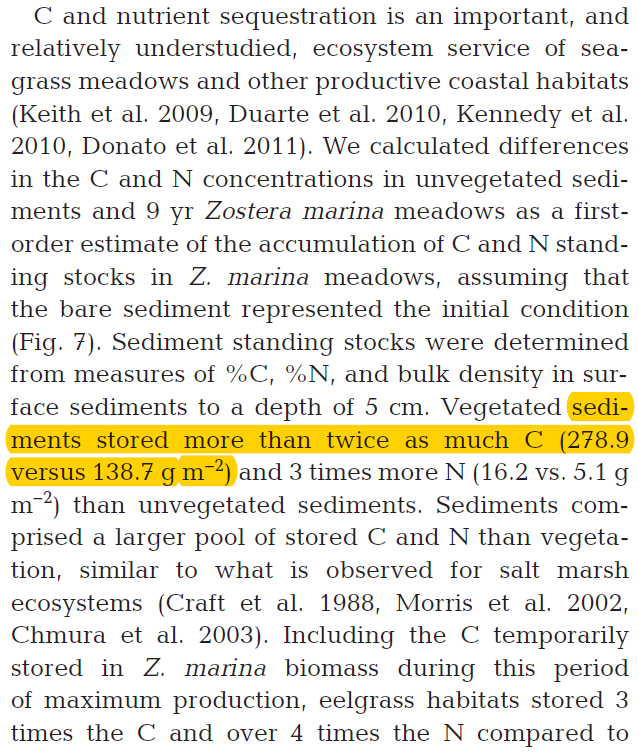 C and nutrient sequestration is an important, and
relatively understudied, ecosystem service of sea-
grass meadows and other productive coastal habitats
(Keith et al. 2009, Duarte et al. 2010, Kennedy et al.
2010, Donato et al. 2011). We calculated differences
in the C and N concentrations in unvegetated sedi-
ments and 9 yr Zostera marina meadows as a first-
order estimate of the accumulation of C and N stand-
ing stocks in Z. marina meadows, assuming that
the bare sediment represented the initial condition
(Fig. 7). Sediment standing stocks were determined
from measures of %C, %N, and bulk density in sur-
face sediments to a depth of 5 cm. Vegetated sedi-
ments stored more than twice as much C (278.9
versus 138.7 g m⁻²) and 3 times more N (16.2 vs. 5.1 g
m⁻²) than unvegetated sediments. Sediments com-
prised a larger pool of stored C and N than vegeta-
tion, similar to what is observed for salt marsh
ecosystems (Craft et al. 1988, Morris et al. 2002,
Chmura et al. 2003). Including the C temporarily
stored in Z. marina biomass during this period
of maximum production, eelgrass habitats stored 3
times the C and over 4 times the N compared to